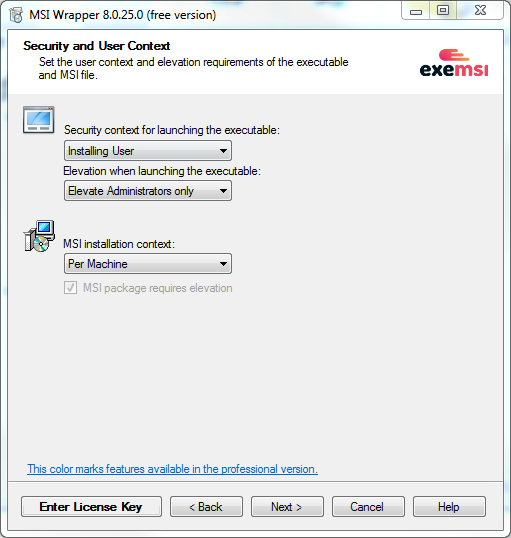 MSI Wrapper 8.0.25.0 (free version)
Security and User Context
Set the user context and elevation requirements of the executable
and MSI file.
exemsi
Security context for launching the executable:
Installing User
Elevation when launching the executable:
Elevate Administrators only
MSI installation context:
Per Machine
MSI package requires elevation
This color marks features available in the professional version.
Enter License Key
< Back
Next >
Cancel
Help